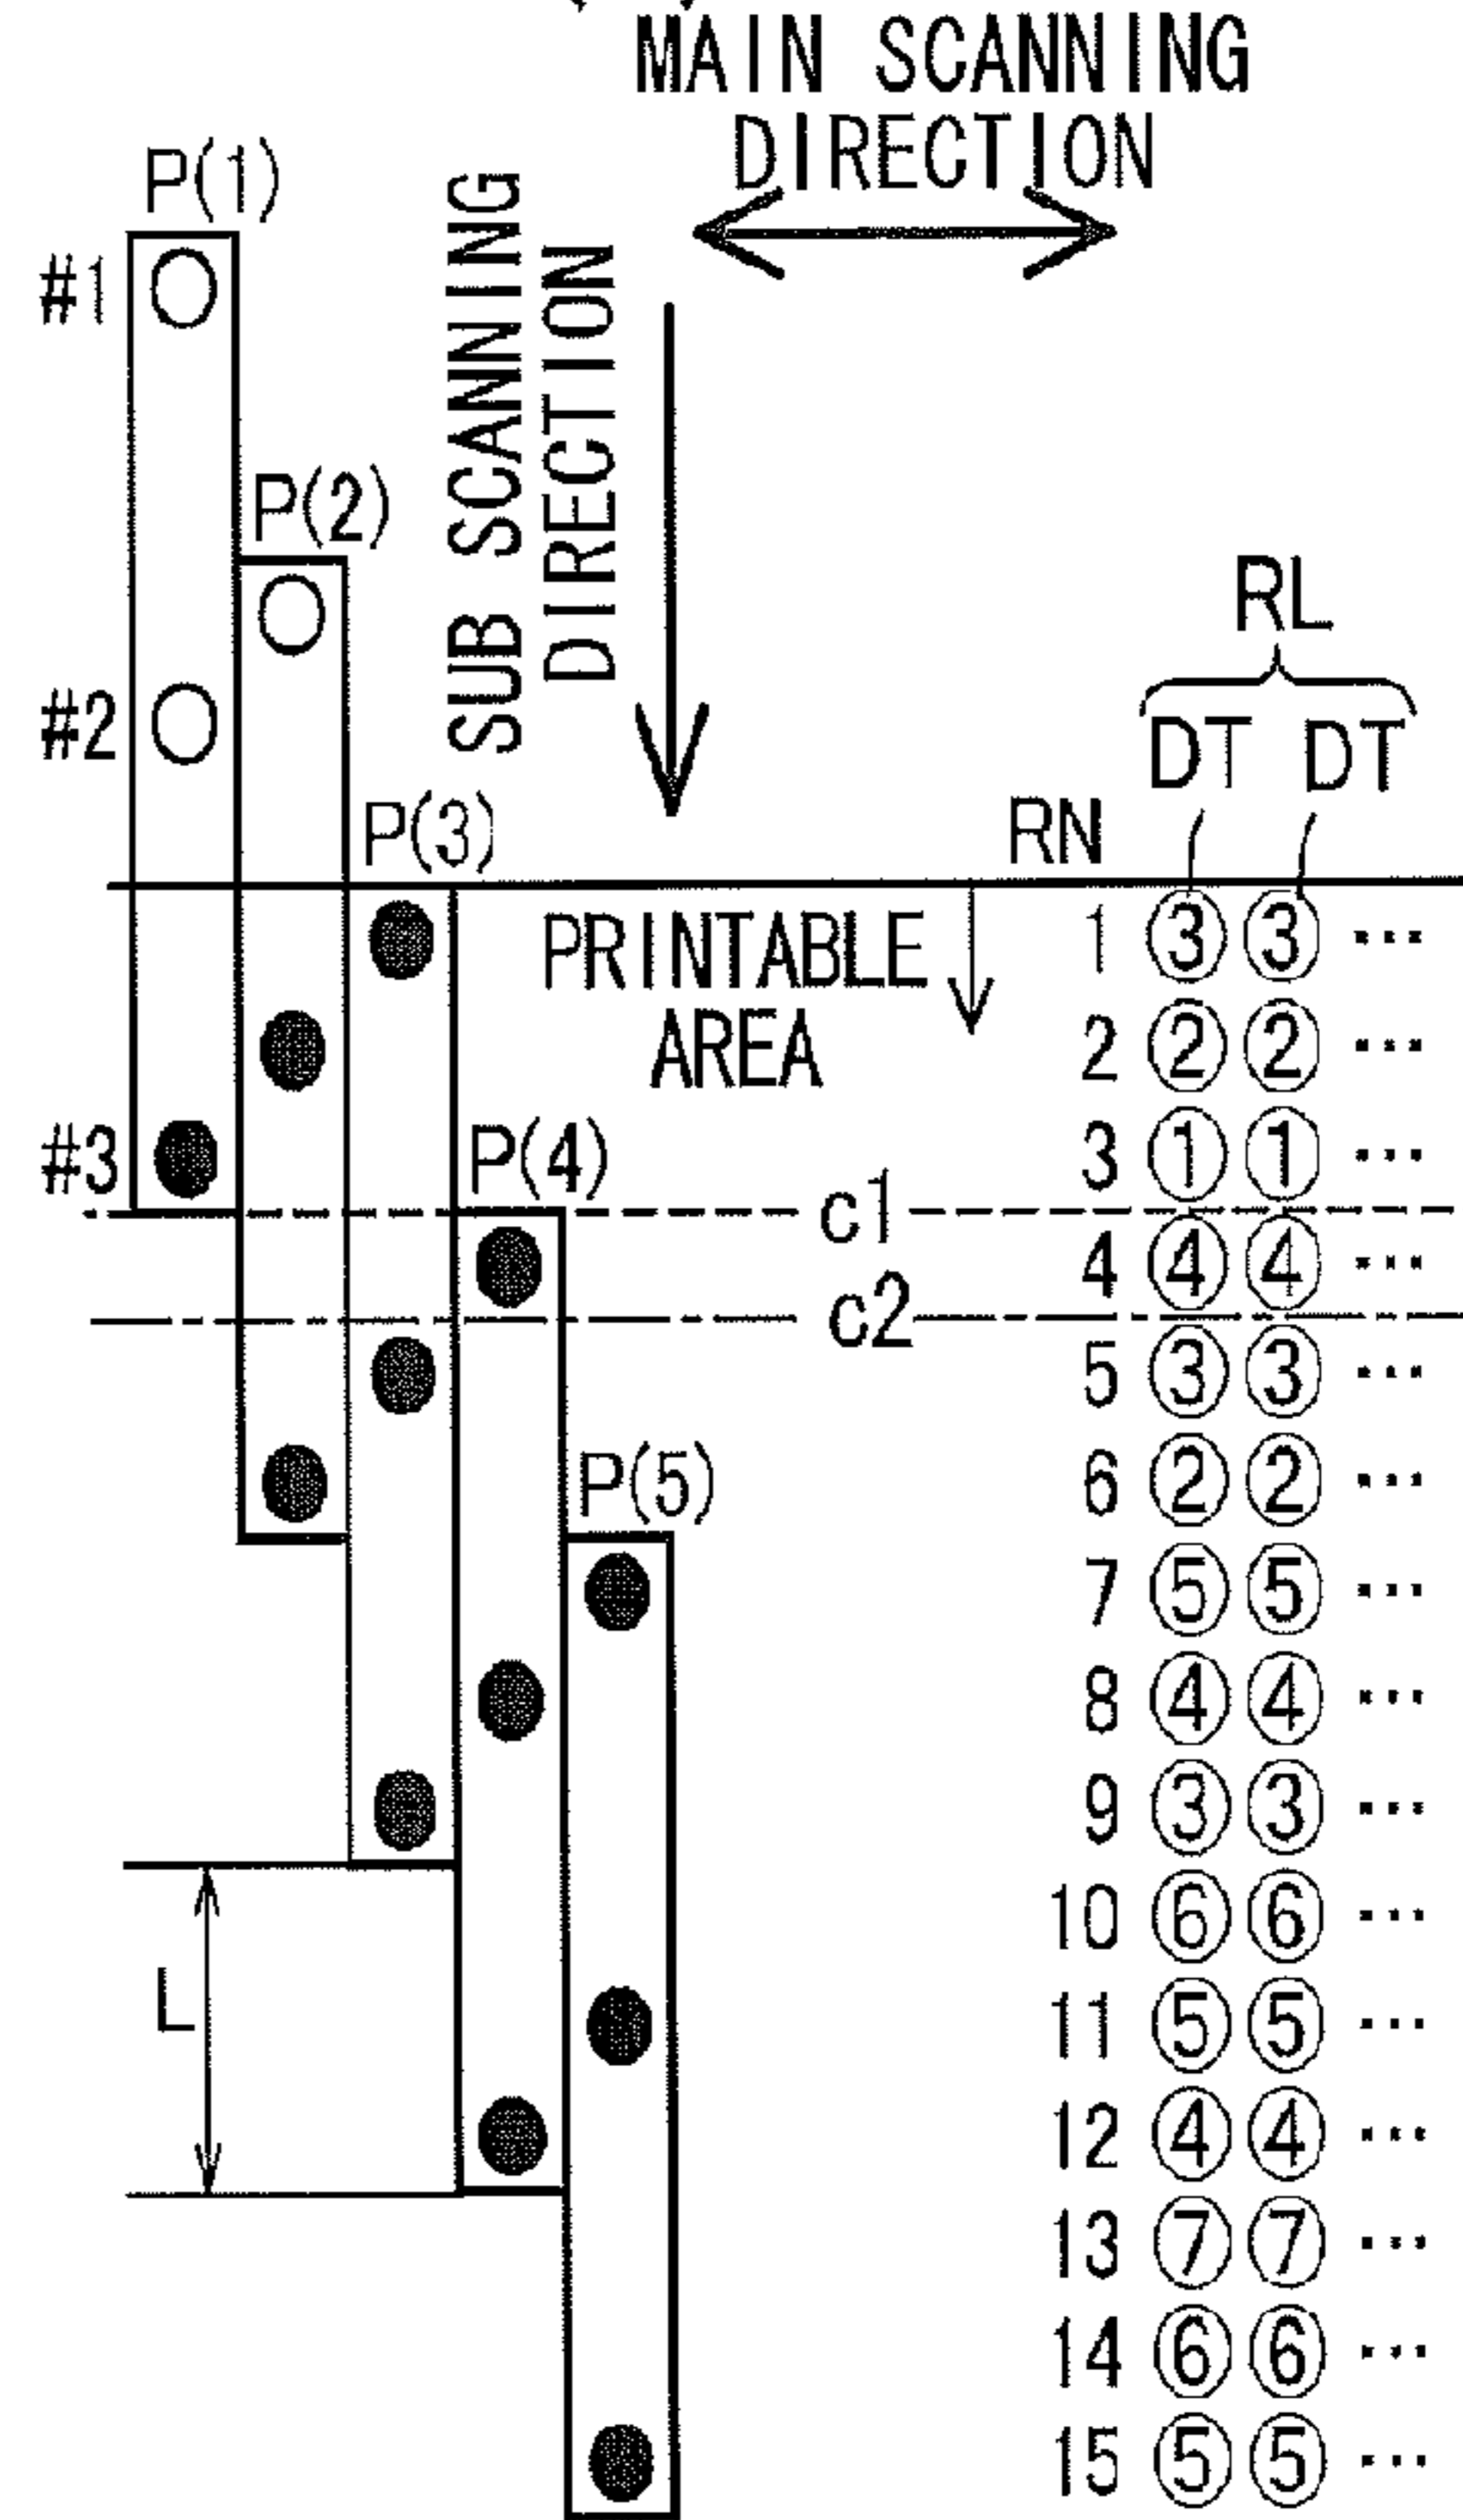 MAIN SCANNING
DIRECTION
SUB SCANNING
DIRECTION
P(1)
#1
P(2)
#2
P(3)
RL
DT DT
RN
PRINTABLE
AREA
1 ③ ③ ···
2 ② ② ···
#3
P(4)
3 ① ① ···
c1
4 ④ ④ ···
c2
5 ③ ③ ···
P(5)
6 ② ② ···
7 ⑤ ⑤ ···
8 ④ ④ ···
9 ③ ③ ···
L
10 ⑥ ⑥ ···
11 ⑤ ⑤ ···
12 ④ ④ ···
13 ⑦ ⑦ ···
14 ⑥ ⑥ ···
15 ⑤ ⑤ ···